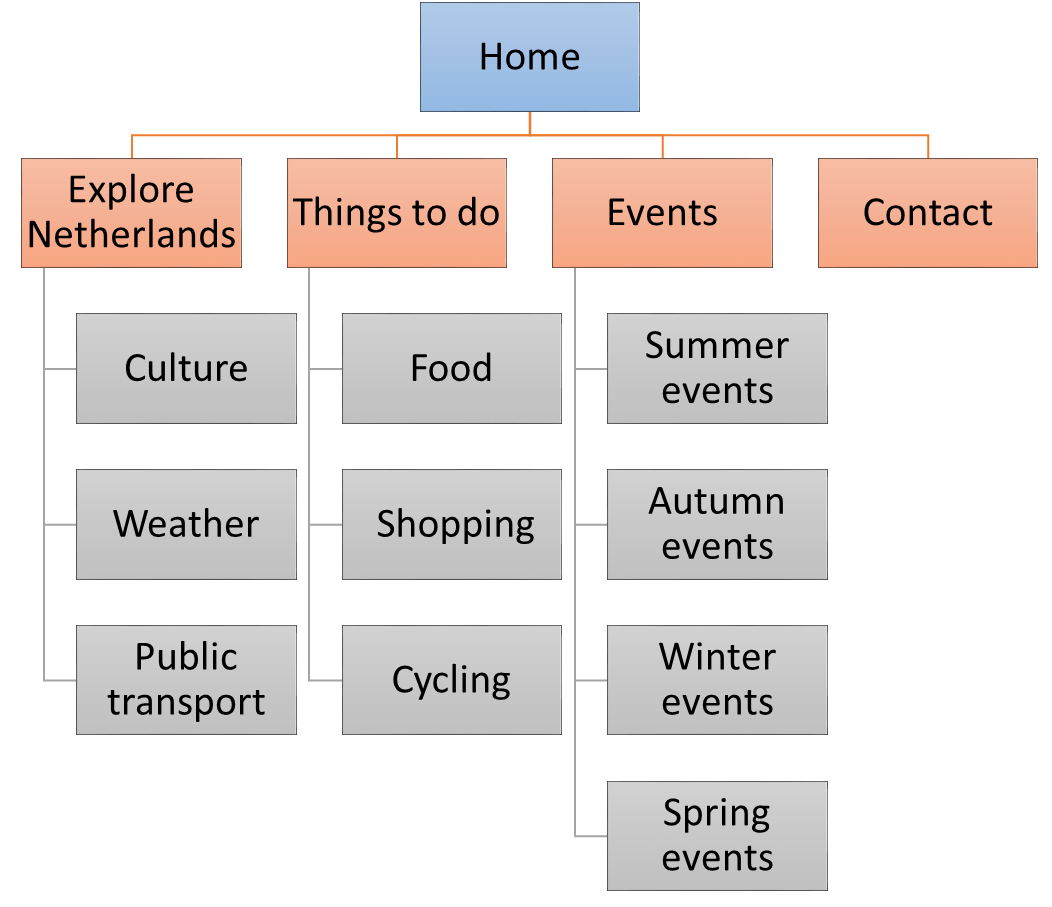 Home
Explore
Netherlands
Things to do
Events
Contact
Culture
Weather
Public
transport
Food
Shopping
Cycling
Summer
events
Autumn
events
Winter
events
Spring
events